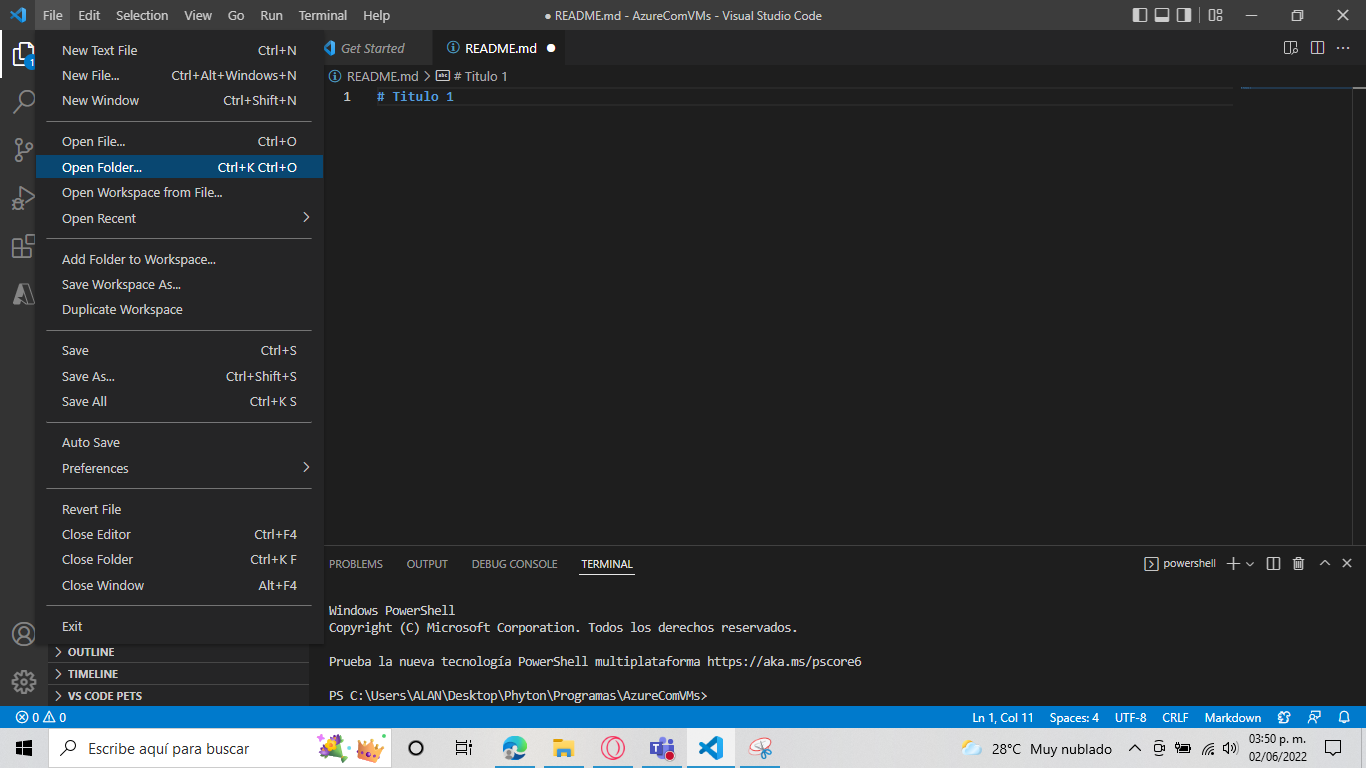 File Edit Selection View Go Run Terminal Help ● README.md - AzureComVMs - Visual Studio Code
Get Started README.md
README.md > # Titulo 1
1 # Titulo 1
1
New Text File Ctrl+N
New File... Ctrl+Alt+Windows+N
New Window Ctrl+Shift+N
Open File... Ctrl+O
Open Folder... Ctrl+K Ctrl+O
Open Workspace from File...
Open Recent >
Add Folder to Workspace...
Save Workspace As...
Duplicate Workspace
Save Ctrl+S
Save As... Ctrl+Shift+S
Save All Ctrl+K S
Auto Save
Preferences >
Revert File
Close Editor Ctrl+F4
Close Folder Ctrl+K F
Close Window Alt+F4
Exit
OUTLINE
TIMELINE
VS CODE PETS
PROBLEMS OUTPUT DEBUG CONSOLE TERMINAL powershell
Windows PowerShell
Copyright (C) Microsoft Corporation. Todos los derechos reservados.
Prueba la nueva tecnología PowerShell multiplataforma https://aka.ms/pscore6
PS C:\Users\ALAN\Desktop\Phyton\Programas\AzureComVMs>
0 0 Ln 1, Col 11 Spaces: 4 UTF-8 CRLF Markdown
Escribe aquí para buscar 28°C Muy nublado 03:50 p. m.
02/06/2022